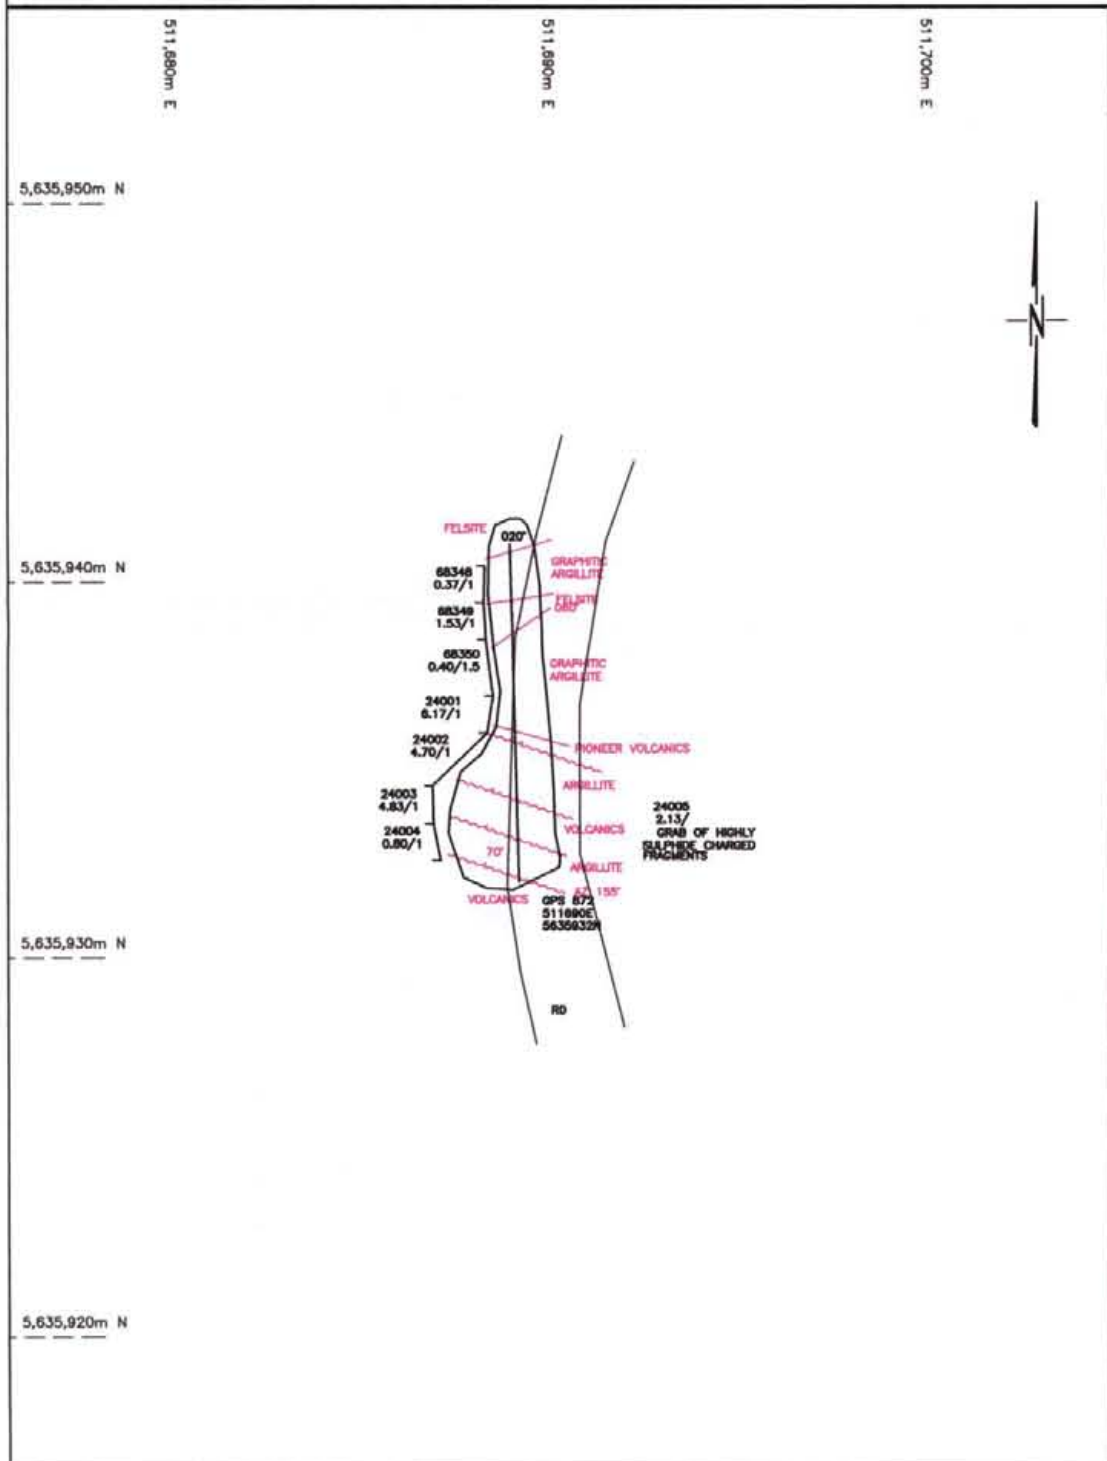 511,680m E
511,690m E
511,700m E
5,635,950m N
N
FELSITE
020°
GRAPHITIC
ARGILLITE
5,635,940m N
68348
0.37/1
FELSITE
060°
68349
1.53/1
68350
0.40/1.5
GRAPHITIC
ARGILLITE
24001
6.17/1
24002
4.70/1
PIONEER VOLCANICS
ARGILLITE
24003
4.83/1
24005
2.13/
GRAB OF HIGHLY
SULPHIDE CHARGED
FRAGMENTS
24004
0.80/1
VOLCANICS
70°
ARGILLITE
AZ 155°
VOLCANICS
GPS 872
511690E
5635932N
5,635,930m N
RD
5,635,920m N